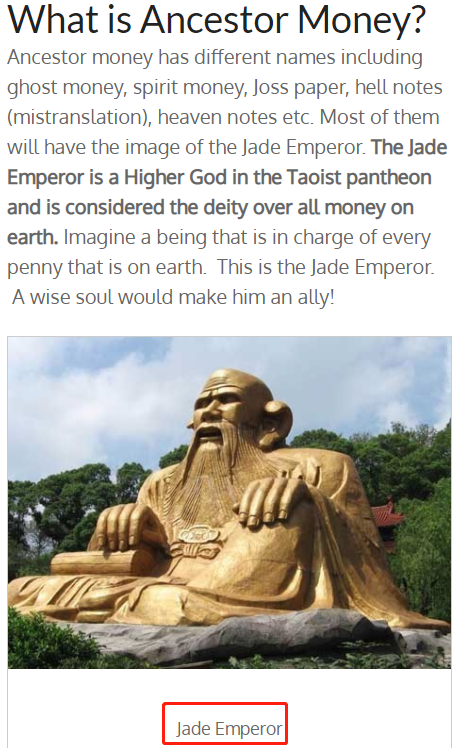 What is Ancestor Money?
Ancestor money has different names including
ghost money, spirit money, Joss paper, hell notes
(mistranslation), heaven notes etc. Most of them
will have the image of the Jade Emperor. The Jade
Emperor is a Higher God in the Taoist pantheon
and is considered the deity over all money on
earth. Imagine a being that is in charge of every
penny that is on earth.  This is the Jade Emperor.
 A wise soul would make him an ally!
Jade Emperor